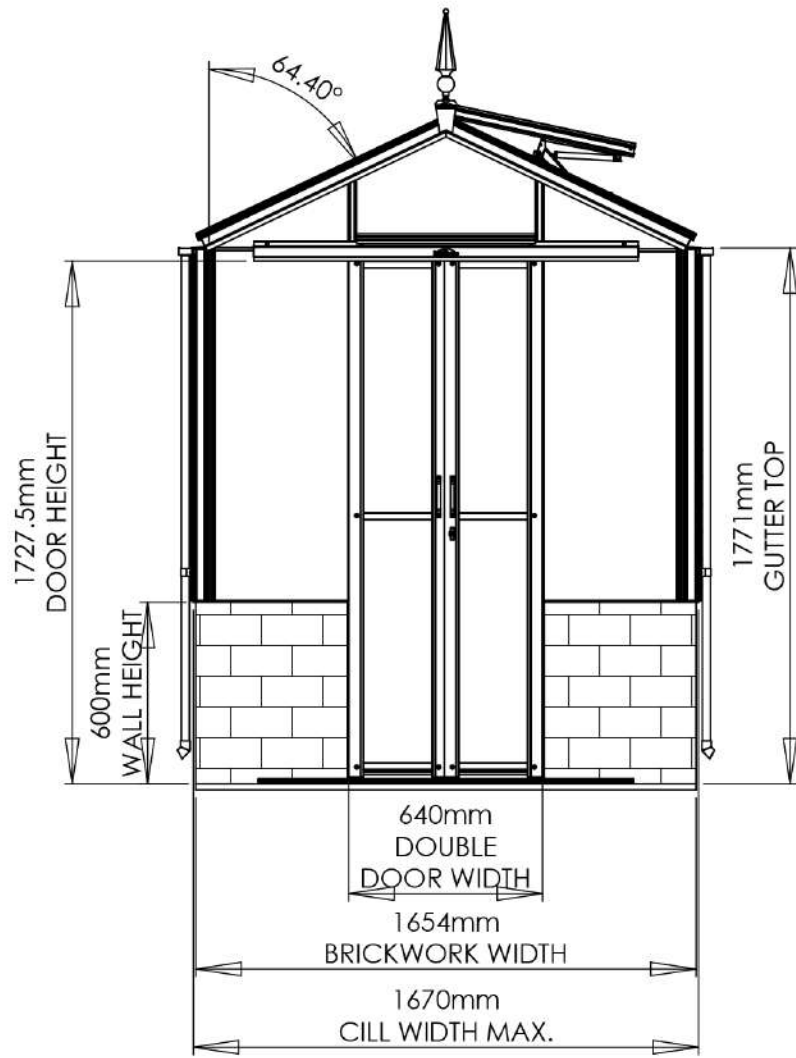 64.40°
1727.5mm
DOOR HEIGHT
600mm
WALL HEIGHT
1771mm
GUTTER TOP
640mm
DOUBLE
DOOR WIDTH
1654mm
BRICKWORK WIDTH
1670mm
CILL WIDTH MAX.